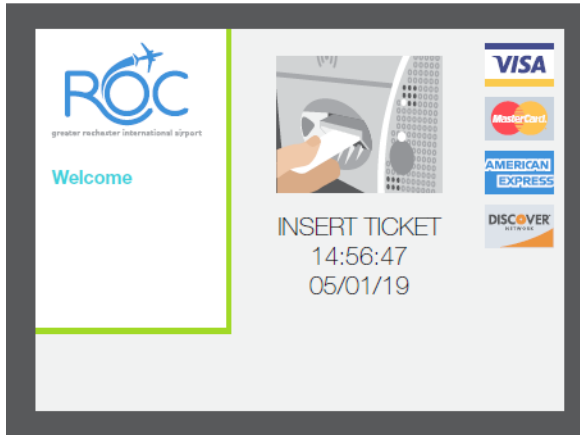 ROC
greater rochester international airport
Welcome
INSERT TICKET
14:56:47
05/01/19
VISA
MasterCard
AMERICAN
EXPRESS
DISCOVER
NETWORK